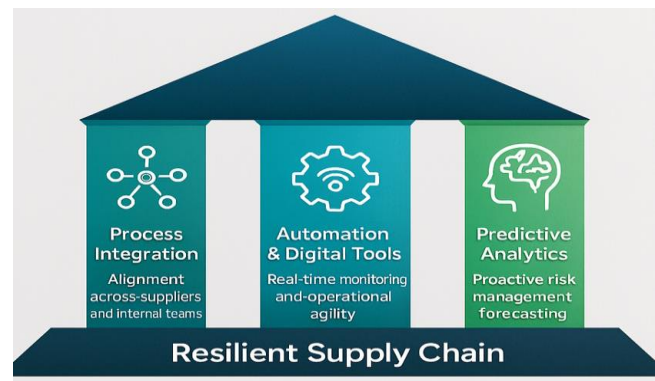 Process
Integration
Alignment
across-suppliers
and internal teams
Automation
& Digital Tools
Real-time monitoring
and-operational
agility
Predictive
Analytics
Proactive risk
management
forecasting
Resilient Supply Chain